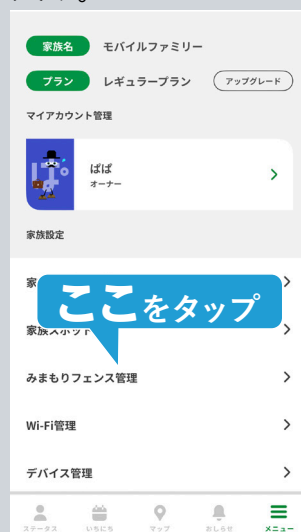 家族名 モバイルファミリー
プラン レギュラープラン アップグレード
マイアカウント管理
ぱ。
ぱぱ
オーナー
家族設定
家
ここをタップ
家族スポット
みまもりフェンス管理
Wi-Fi管理
デバイス管理
ステータス いちにち マップ おしらせ メニュー